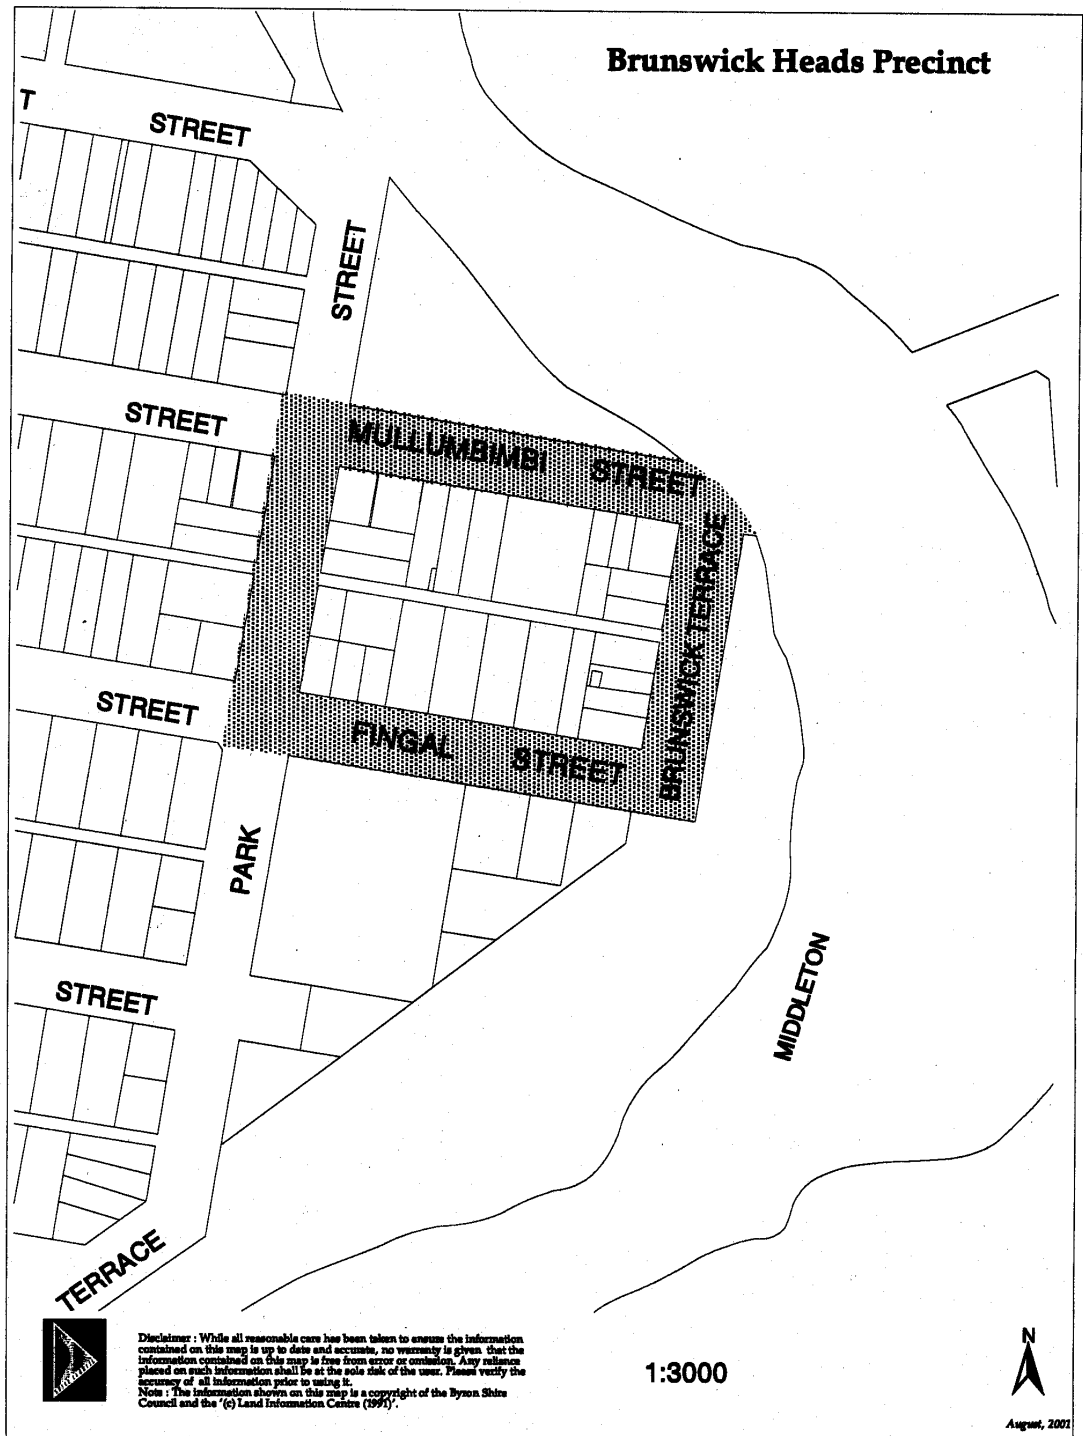 Brunswick Heads Precinct
T
STREET
STREET
STREET
MULLUMBIMBI STREET
BRUNSWICK TERRACE
STREET
FINGAL STREET
PARK
MIDDLETON
STREET
TERRACE
Disclaimer : While all reasonable care has been taken to ensure the information
contained on this map is up to date and accurate, no warranty is given that the
information contained on this map is free from error or omission. Any reliance
placed on such information shall be at the sole risk of the user. Please verify the
accuracy of all information prior to using it.
Note : The information shown on this map is a copyright of the Byron Shire
Council and the '(c) Land Information Centre (1991)'.
1:3000
N
August, 2001